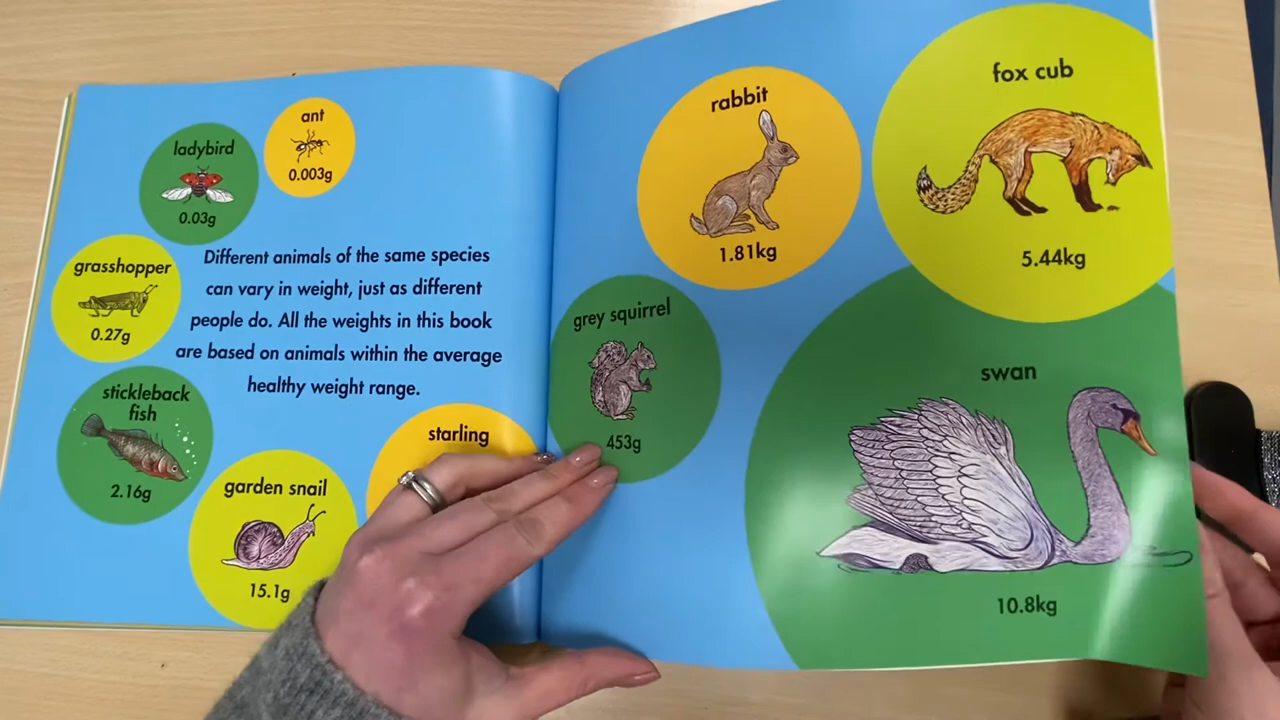 ant
0.003g
ladybird
0.03g
grasshopper
0.27g
Different animals of the same species
can vary in weight, just as different
people do. All the weights in this book
are based on animals within the average
healthy weight range.
stickleback
fish
2.16g
garden snail
15.1g
starling
rabbit
1.81kg
fox cub
5.44kg
grey squirrel
453g
swan
10.8kg